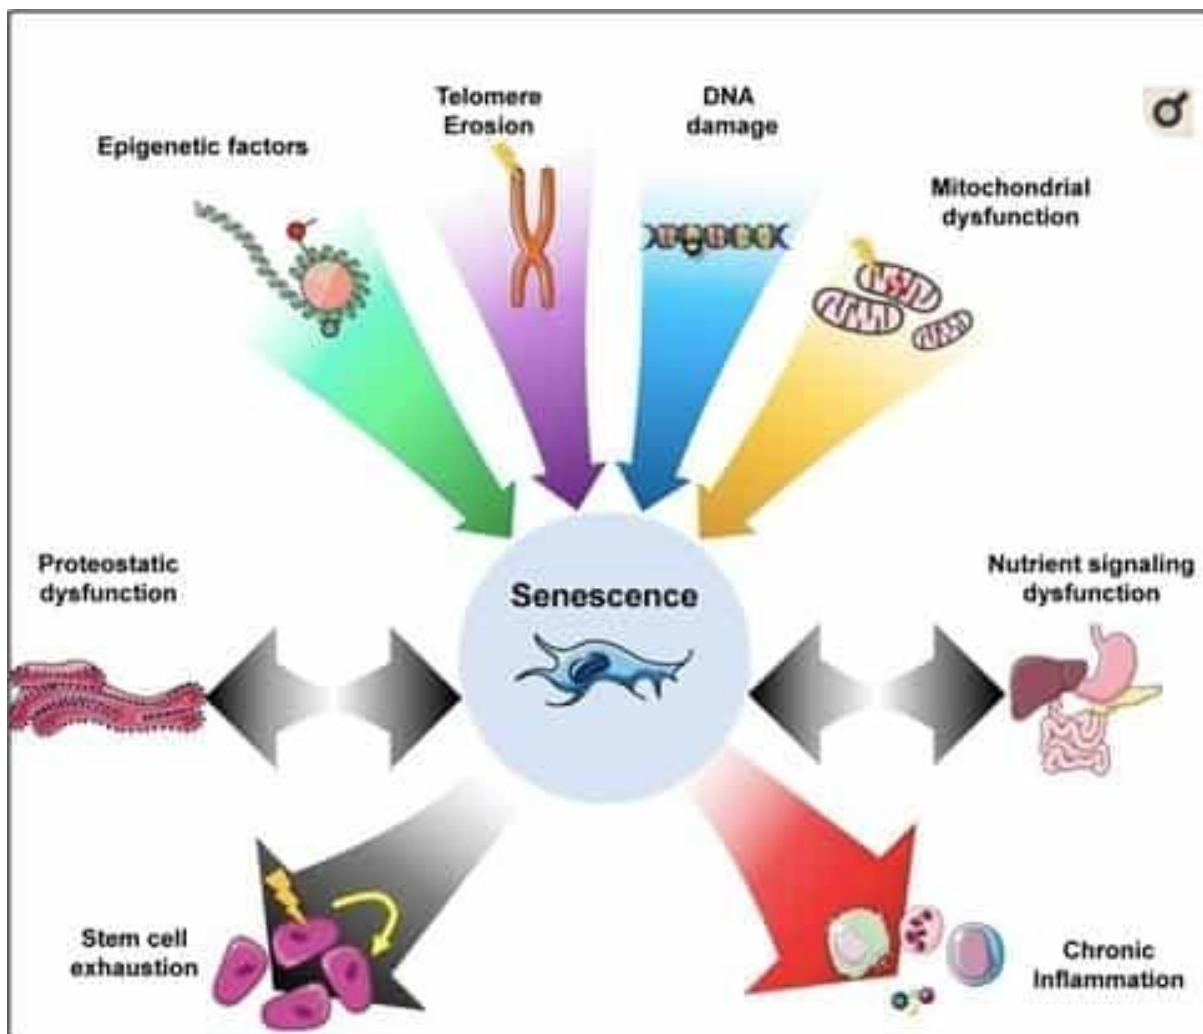 Telomere
Erosion
DNA
damage
Epigenetic factors
Mitochondrial
dysfunction
Proteostatic
dysfunction
Senescence
Nutrient signaling
dysfunction
Stem cell
exhaustion
Chronic
Inflammation